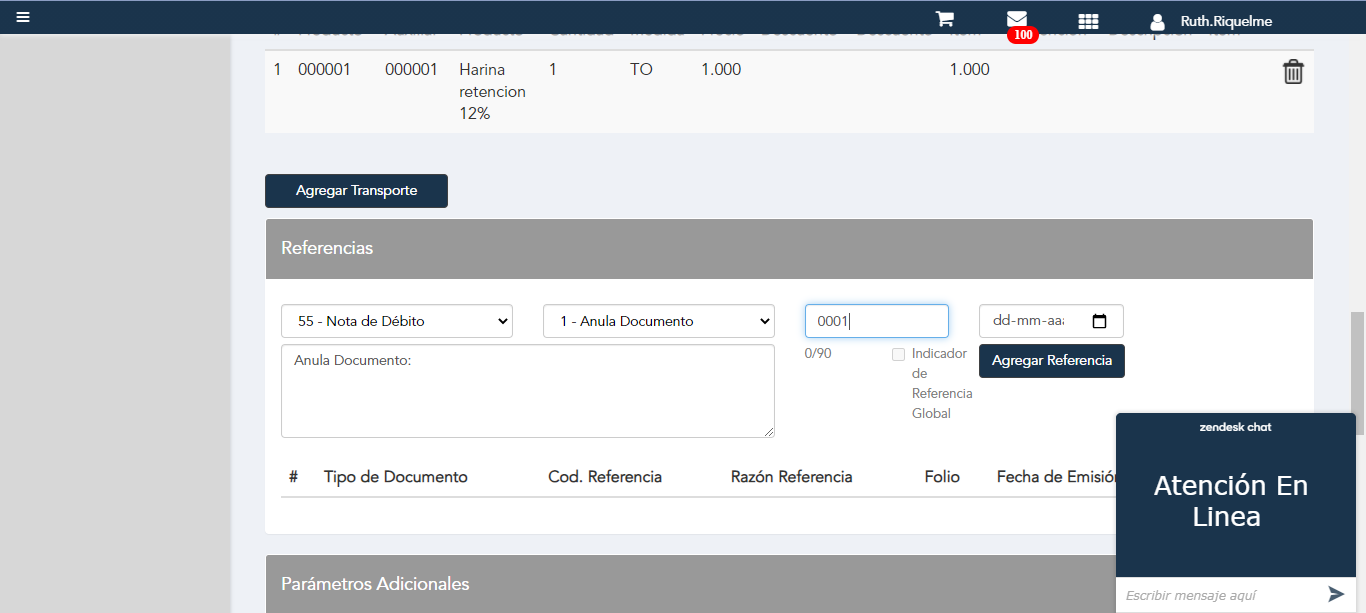 Ruth.Riquelme
100
1 000001 000001 Harina 1 TO 1.000 1.000
retencion
12%
Agregar Transporte
Referencias
55 - Nota de Débito 1 - Anula Documento 0001 dd-mm-aa
Anula Documento:
0/90 Indicador
de
Referencia
Global
Agregar Referencia
# Tipo de Documento Cod. Referencia Razón Referencia Folio Fecha de Emisión
Parámetros Adicionales
zendesk chat
Atención En
Linea
Escribir mensaje aquí